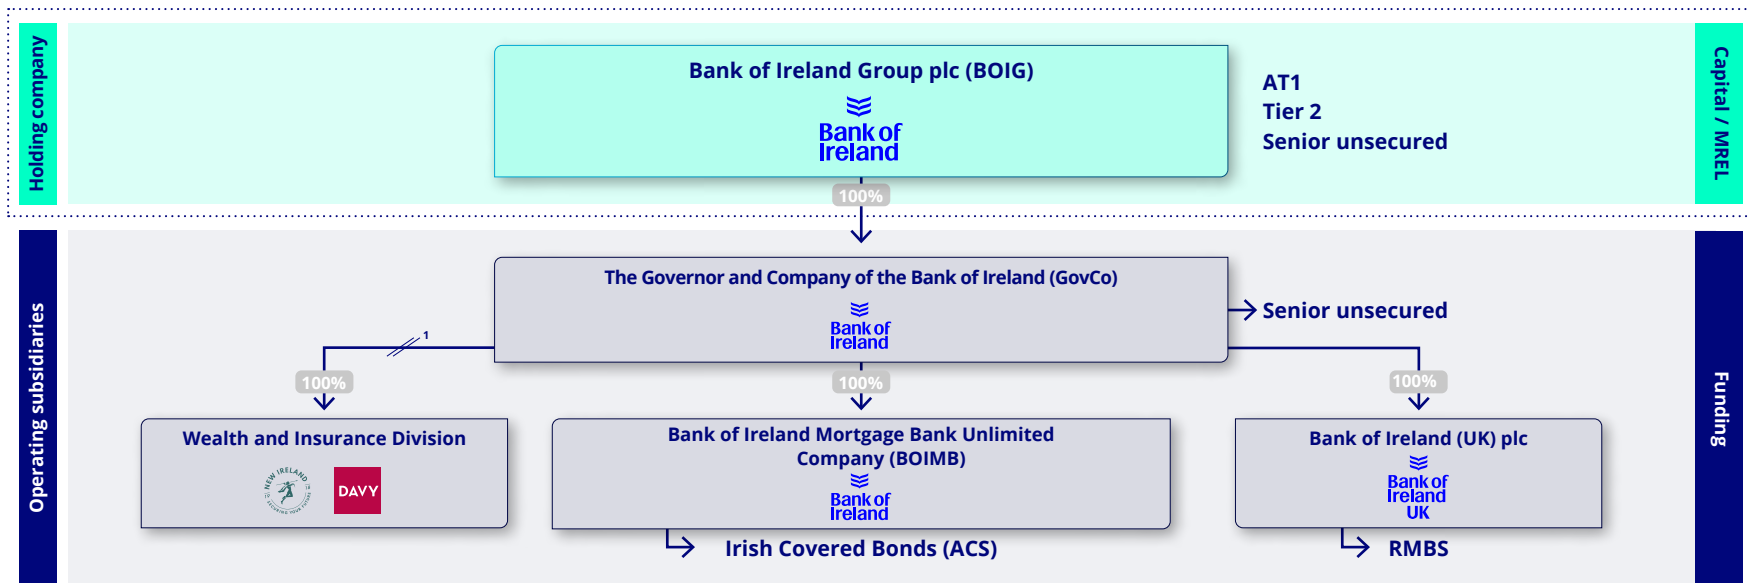 Holding company
Bank of Ireland Group plc (BOIG)
Bank of
Ireland
AT1
Tier 2
Senior unsecured
Capital / MREL
100%
Operating subsidiaries
The Governor and Company of the Bank of Ireland (GovCo)
Bank of
Ireland
Senior unsecured
Funding
1
100%
100%
100%
Wealth and Insurance Division
NEW IRELAND
SECURING YOUR FUTURE
DAVY
Bank of Ireland Mortgage Bank Unlimited
Company (BOIMB)
Bank of
Ireland
Bank of Ireland (UK) plc
Bank of
Ireland
UK
Irish Covered Bonds (ACS)
RMBS